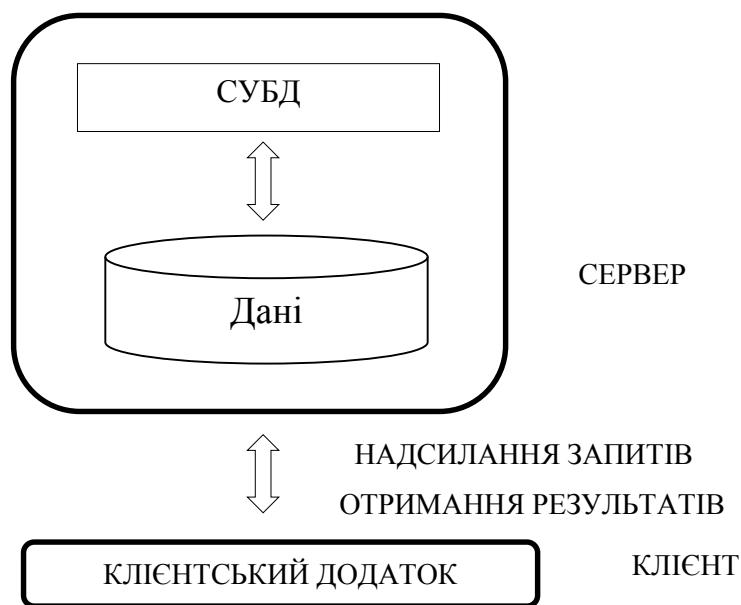 СУБД
Дані
СЕРВЕР
НАДСИЛАННЯ ЗАПИТІВ
ОТРИМАННЯ РЕЗУЛЬТАТІВ
КЛІЄНТСЬКИЙ ДОДАТОК
КЛІЄНТ